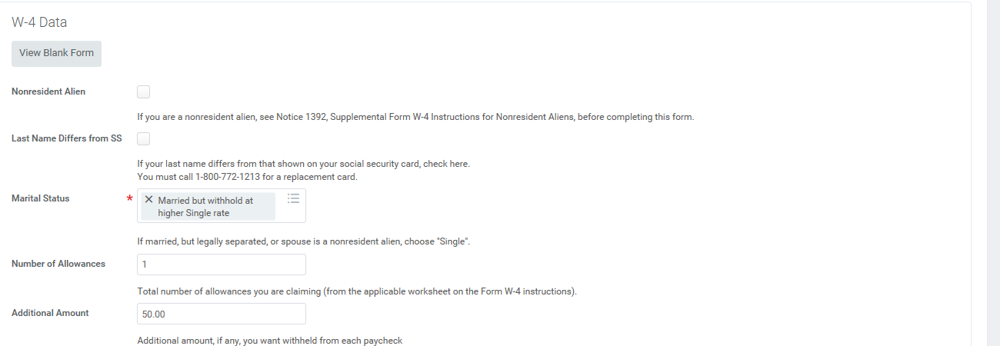 W-4 Data
View Blank Form
Nonresident Alien
If you are a nonresident alien, see Notice 1392, Supplemental Form W-4 Instructions for Nonresident Aliens, before completing this form.
Last Name Differs from SS
If your last name differs from that shown on your social security card, check here.
You must call 1-800-772-1213 for a replacement card.
Marital Status * × Married but withhold at
higher Single rate
If married, but legally separated, or spouse is a nonresident alien, choose "Single".
Number of Allowances 1
Total number of allowances you are claiming (from the applicable worksheet on the Form W-4 instructions).
Additional Amount 50.00
Additional amount, if any, you want withheld from each paycheck